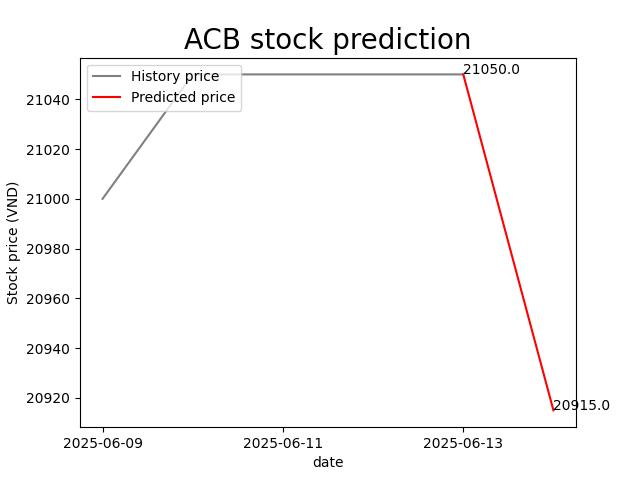 ACB stock prediction
History price
Predicted price
21050.0
20915.0
21040
21020
21000
20980
20960
20940
20920
Stock price (VND)
2025-06-09
2025-06-11
2025-06-13
date